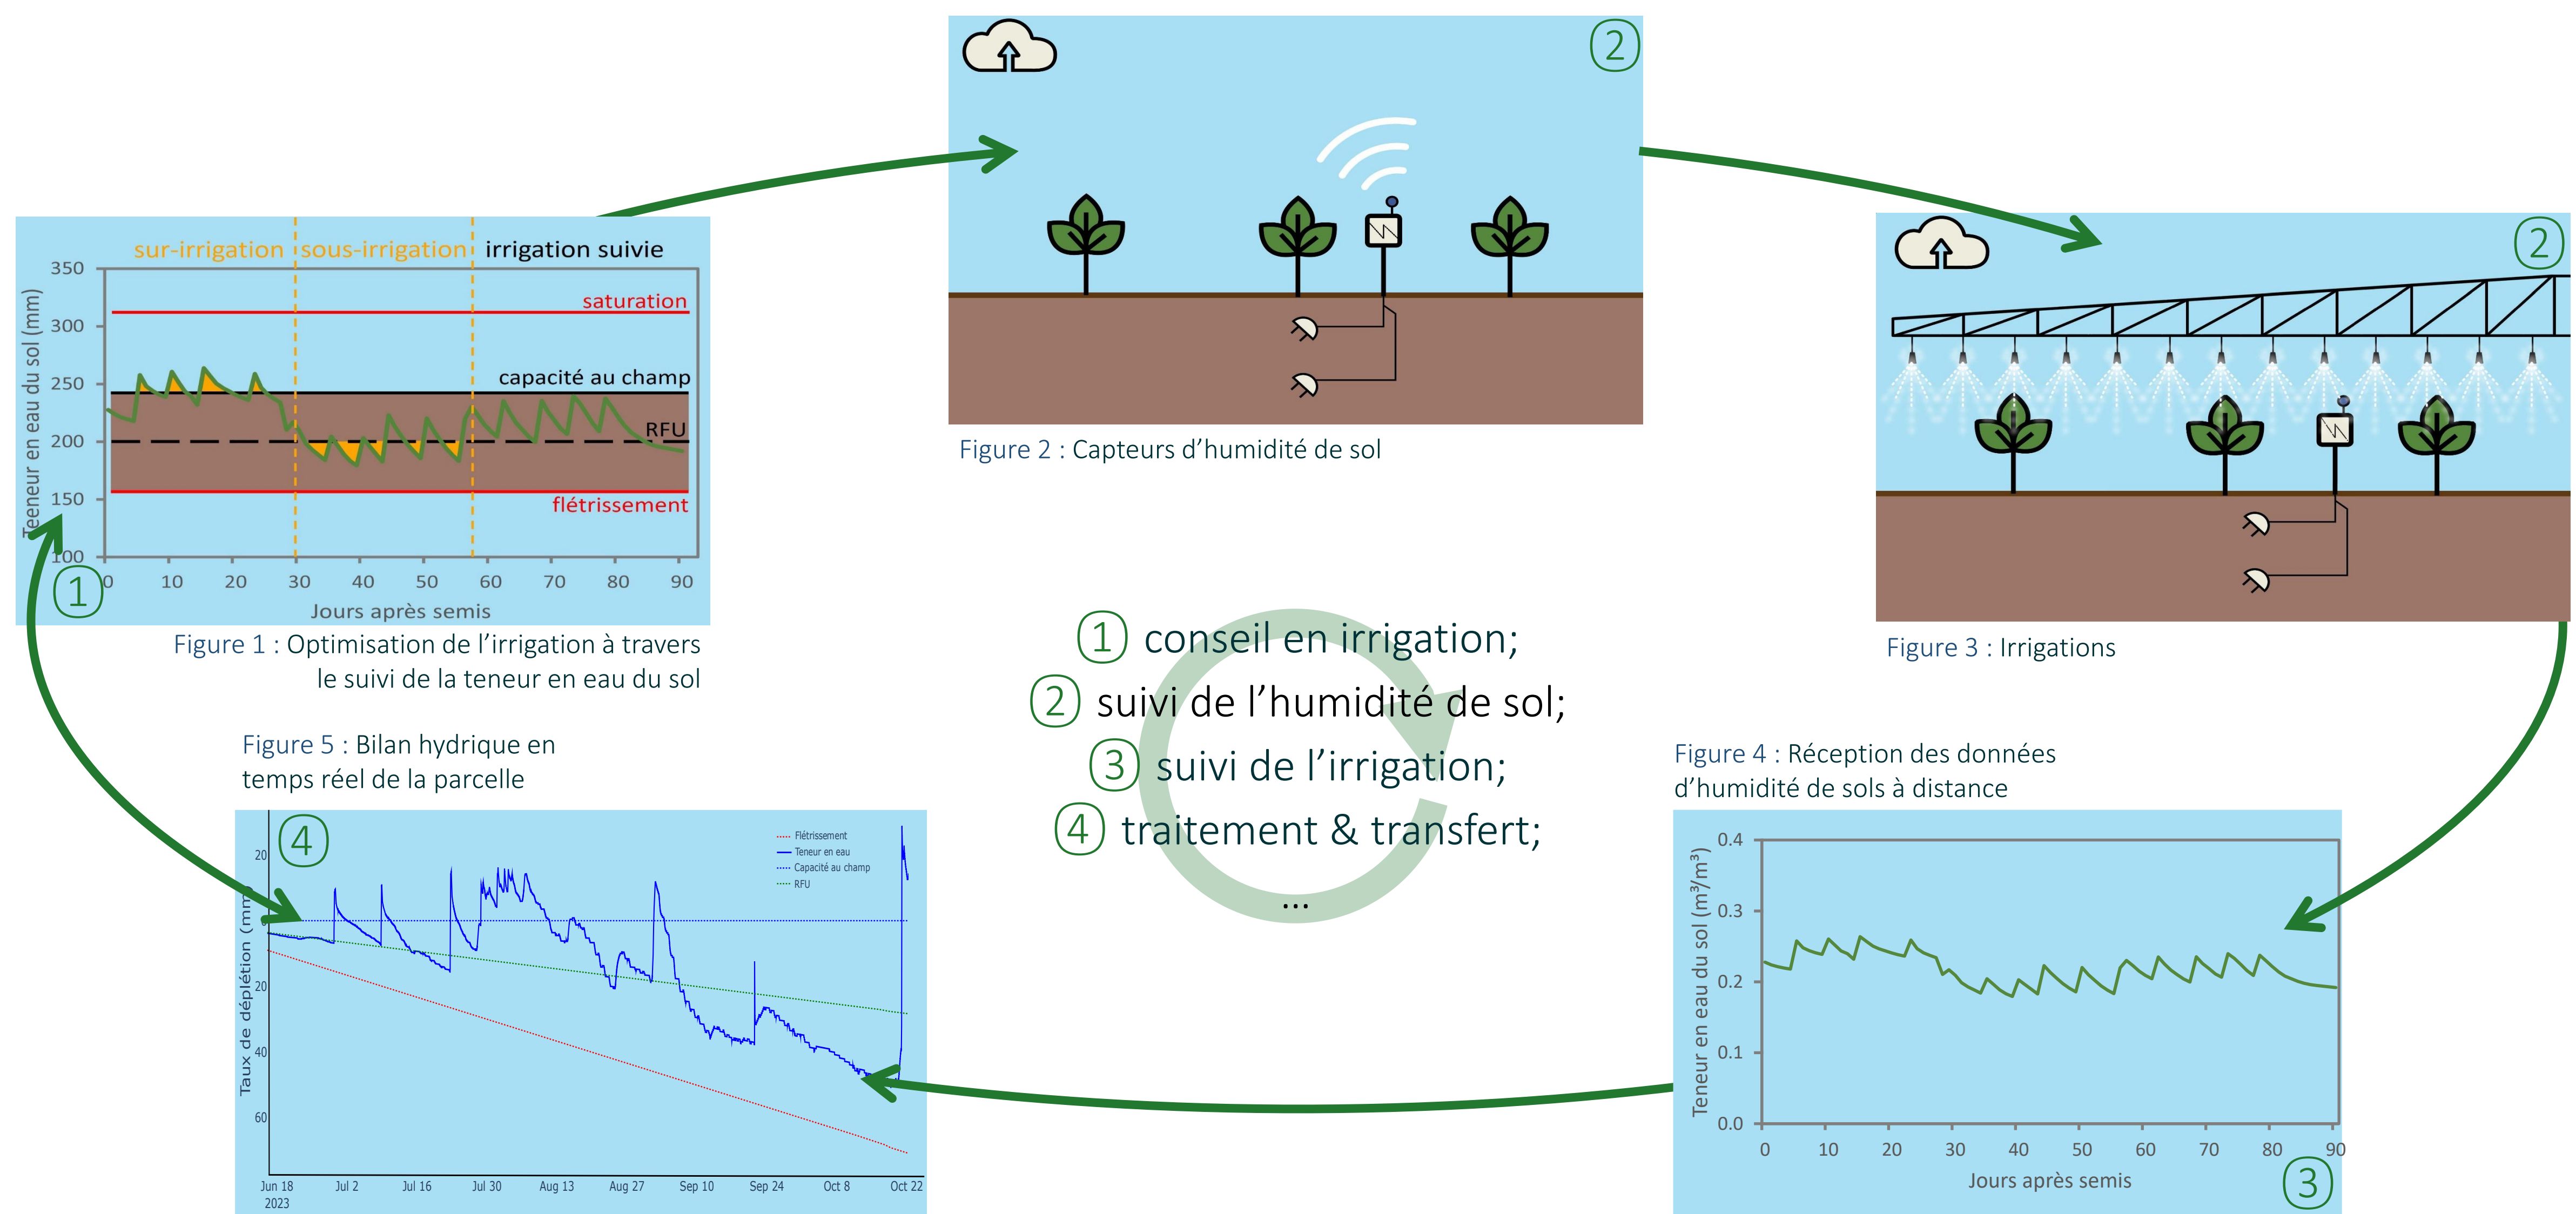 2
2
sur-irrigation
sous-irrigation
irrigation suivie
Teeneur en eau du sol (mm)
350
300
250
200
150
100
saturation
capacité au champ
RFU
flétrissement
0 10 20 30 40 50 60 70 80 90
Jours après semis
1
Figure 1 : Optimisation de l'irrigation à travers
le suivi de la teneur en eau du sol
Figure 2 : Capteurs d'humidité de sol
Figure 3 : Irrigations
1 conseil en irrigation;
2 suivi de l'humidité de sol;
3 suivi de l'irrigation;
4 traitement & transfert;
...
Figure 5 : Bilan hydrique en
temps réel de la parcelle
4
Flétrissement
Teneur en eau
Capacité au champ
RFU
20
0
20
40
60
Jun 18 Jul 2 Jul 16 Jul 30 Aug 13 Aug 27 Sep 10 Sep 24 Oct 8 Oct 22
2023
Taux de déplétion (mm
Figure 4 : Réception des données
d'humidité de sols à distance
Teneur en eau du sol (m³/m³)
0.4
0.3
0.2
0.1
0.0
0 10 20 30 40 50 60 70 80 90
Jours après semis
3